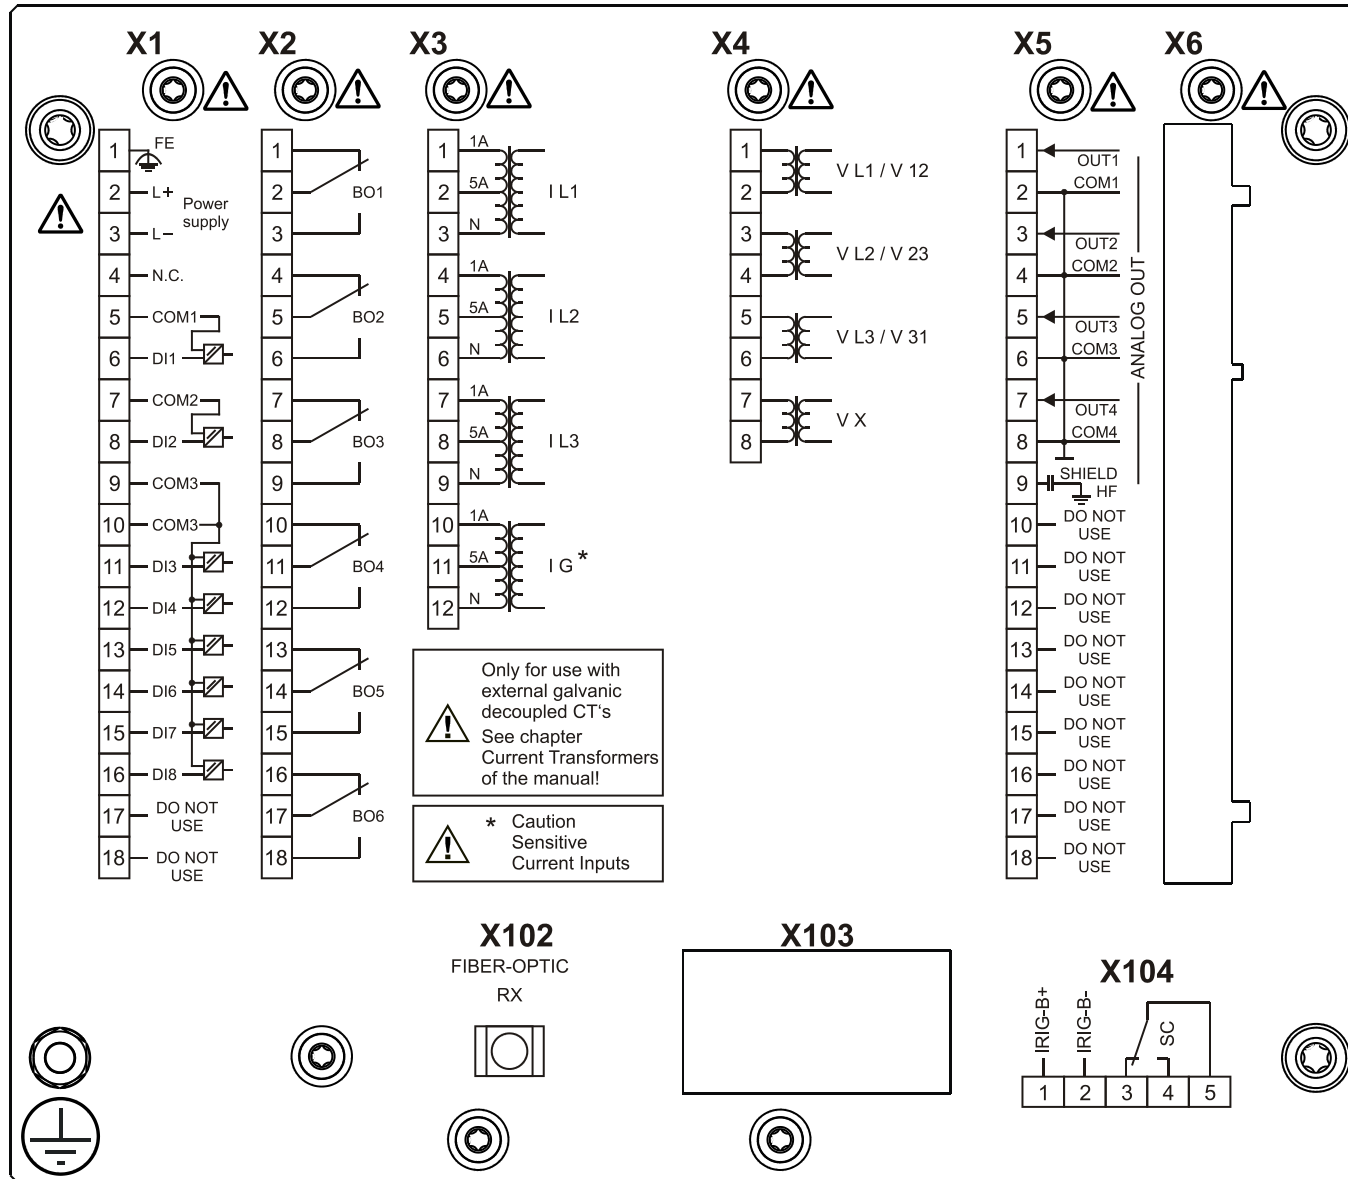 X1
X2
X3
X4
X5
X6
1
FE
2
L+
Power
supply
3
L–
4
N.C.
5
COM1
6
DI1
7
COM2
8
DI2
9
COM3
10
COM3
11
DI3
12
DI4
13
DI5
14
DI6
15
DI7
16
DI8
17
DO NOT
USE
18
DO NOT
USE
1
2
BO1
3
4
5
BO2
6
7
8
BO3
9
10
11
BO4
12
13
14
BO5
15
16
17
BO6
18
1
1A
2
5A
I L1
3
N
4
1A
5
5A
I L2
6
N
7
1A
8
5A
I L3
9
N
10
1A
11
5A
I G *
12
N
Only for use with
external galvanic
decoupled CT‘s
See chapter
Current Transformers
of the manual!
* Caution
Sensitive
Current Inputs
1
V L1 / V 12
2
3
V L2 / V 23
4
5
V L3 / V 31
6
7
V X
8
1
OUT1
2
COM1
3
OUT2
4
COM2
5
OUT3
6
COM3
7
OUT4
8
COM4
ANALOG OUT
9
SHIELD
HF
10
DO NOT
USE
11
DO NOT
USE
12
DO NOT
USE
13
DO NOT
USE
14
DO NOT
USE
15
DO NOT
USE
16
DO NOT
USE
17
DO NOT
USE
18
DO NOT
USE
X102
FIBER-OPTIC
RX
X103
X104
IRIG-B+
IRIG-B-
SC
1 2 3 4 5